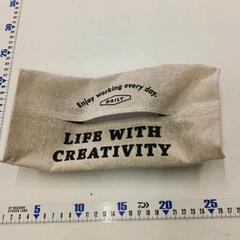 Enjoy working every day.
DAILY
LIFE WITH
CREATIVITY
5 10 15 20 25